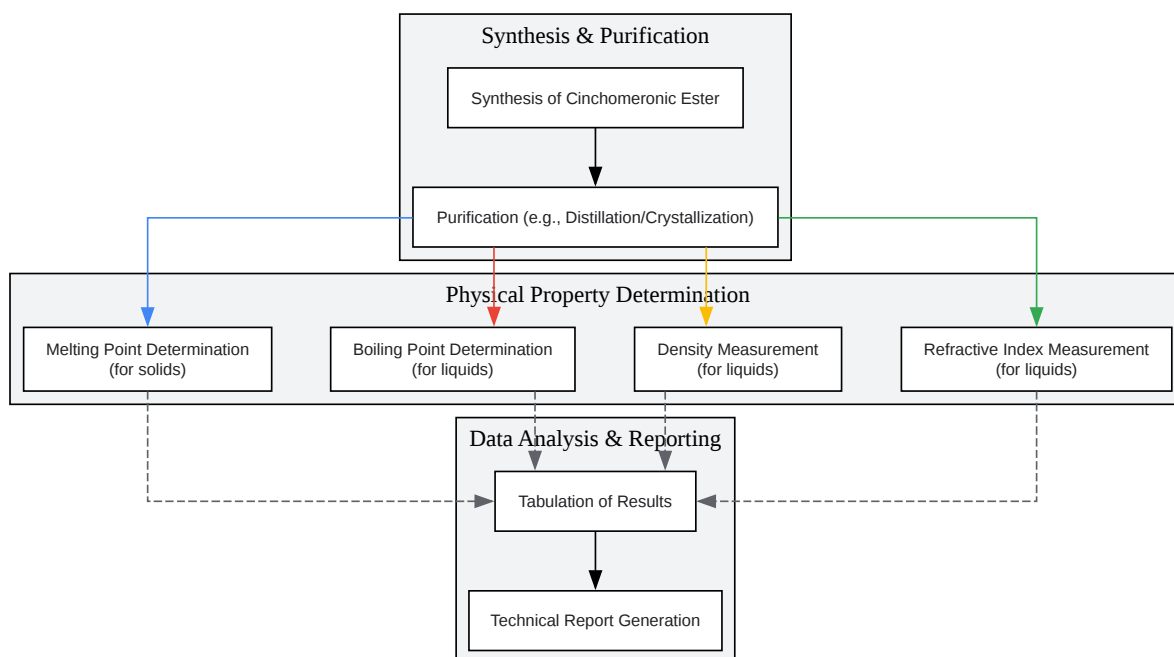 Synthesis & Purification
Synthesis of Cinchomeronic Ester
Purification (e.g., Distillation/Crystallization)
Physical Property Determination
Melting Point Determination
(for solids)
Boiling Point Determination
(for liquids)
Density Measurement
(for liquids)
Refractive Index Measurement
(for liquids)
Data Analysis & Reporting
Tabulation of Results
Technical Report Generation